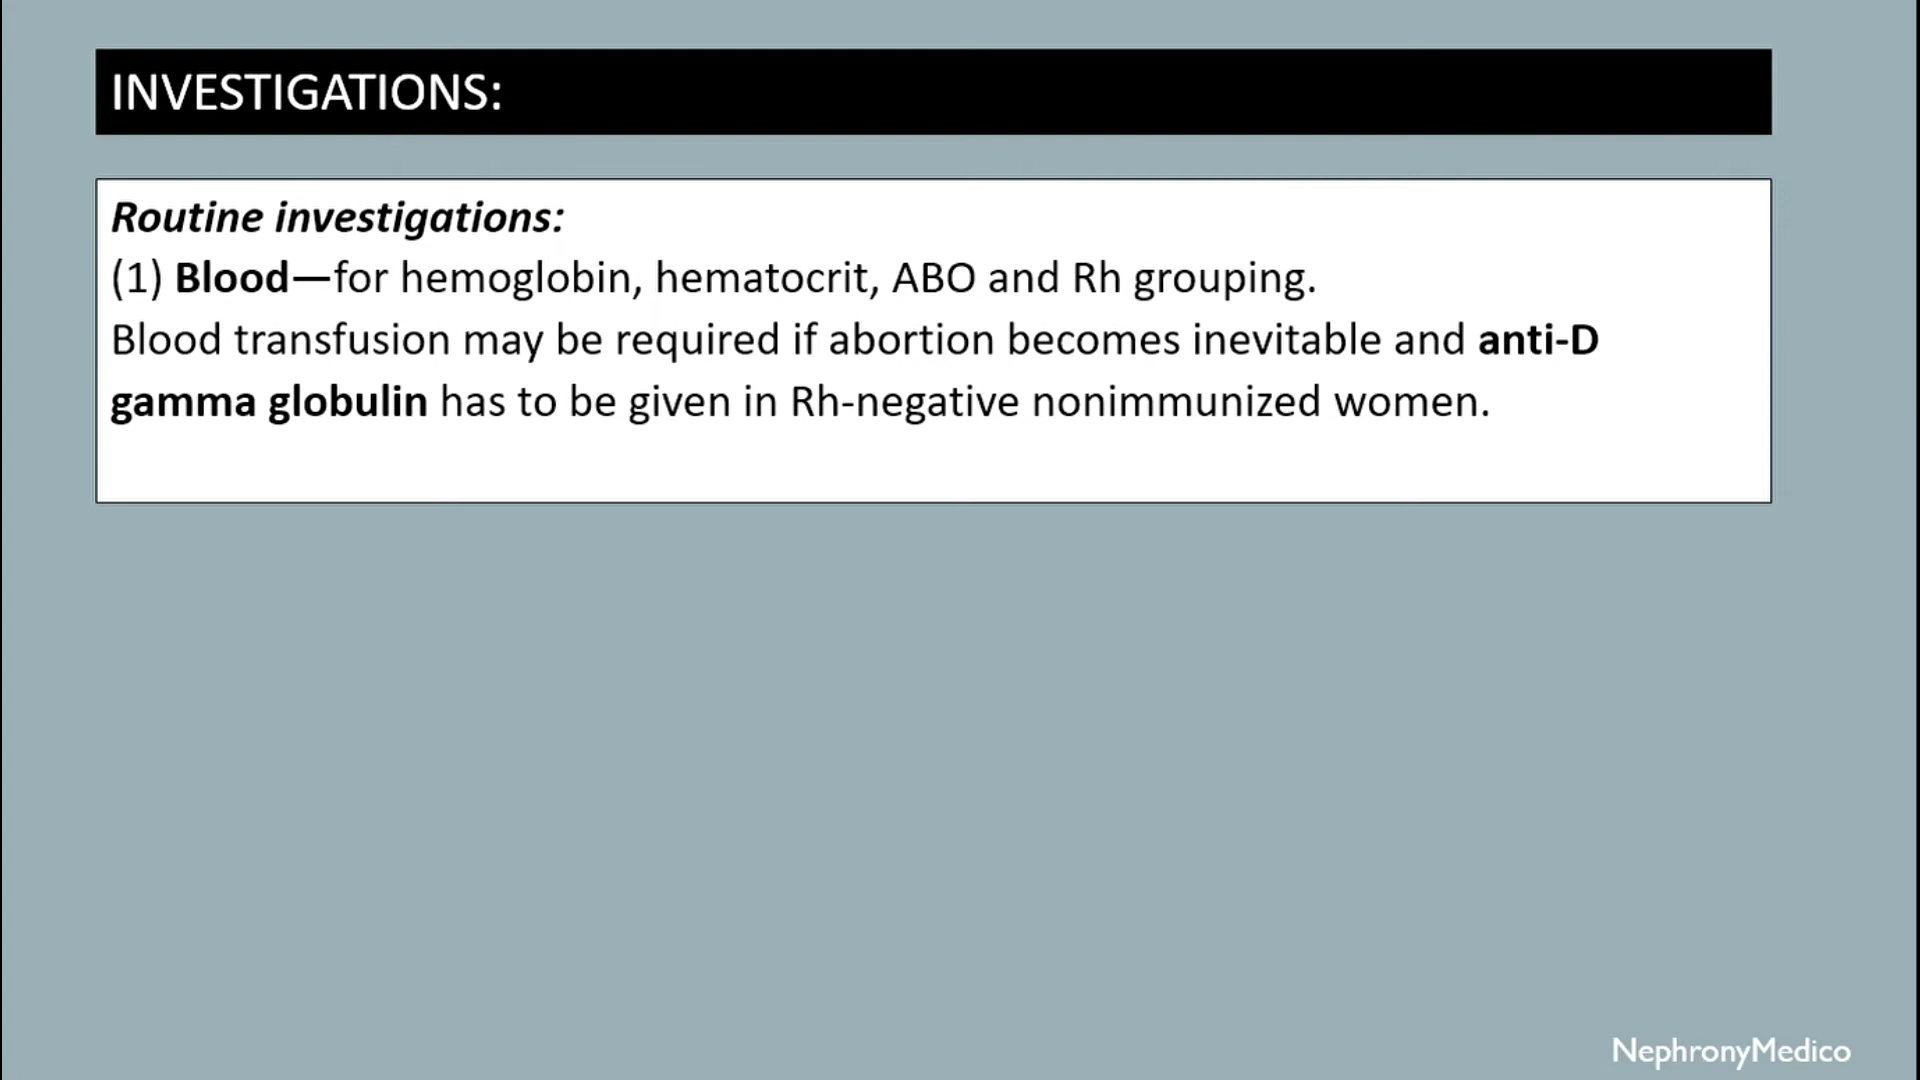 INVESTIGATIONS:
Routine investigations:
(1) Blood—for hemoglobin, hematocrit, ABO and Rh grouping.
Blood transfusion may be required if abortion becomes inevitable and anti-D
gamma globulin has to be given in Rh-negative nonimmunized women.
NephronyMedico